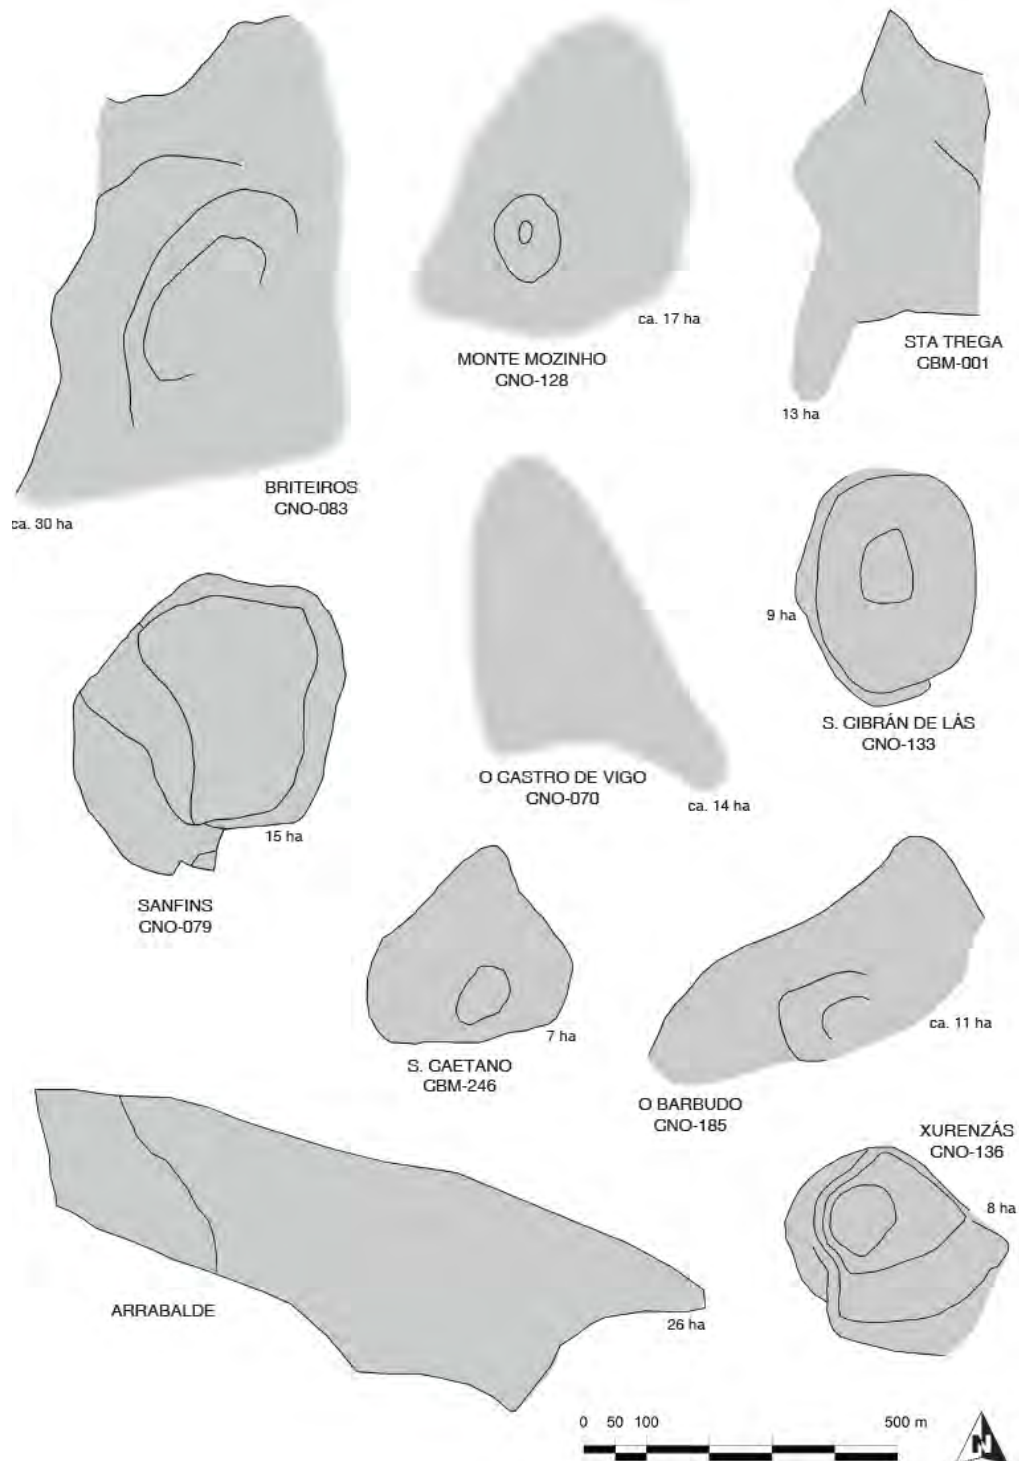 ca. 17 ha
STA TREGA
CBM-001
MONTE MOZINHO
CNO-128
13 ha
BRITEIROS
CNO-083
ca. 30 ha
9 ha
S. CIBRÁN DE LÁS
CNO-133
O CASTRO DE VIGO
CNO-070
ca. 14 ha
15 ha
SANFINS
CNO-079
7 ha
S. CAETANO
CBM-246
ca. 11 ha
O BARBUDO
CNO-185
XURENZÁS
CNO-136
8 ha
ARRABALDE
26 ha
0 50 100 500 m
N